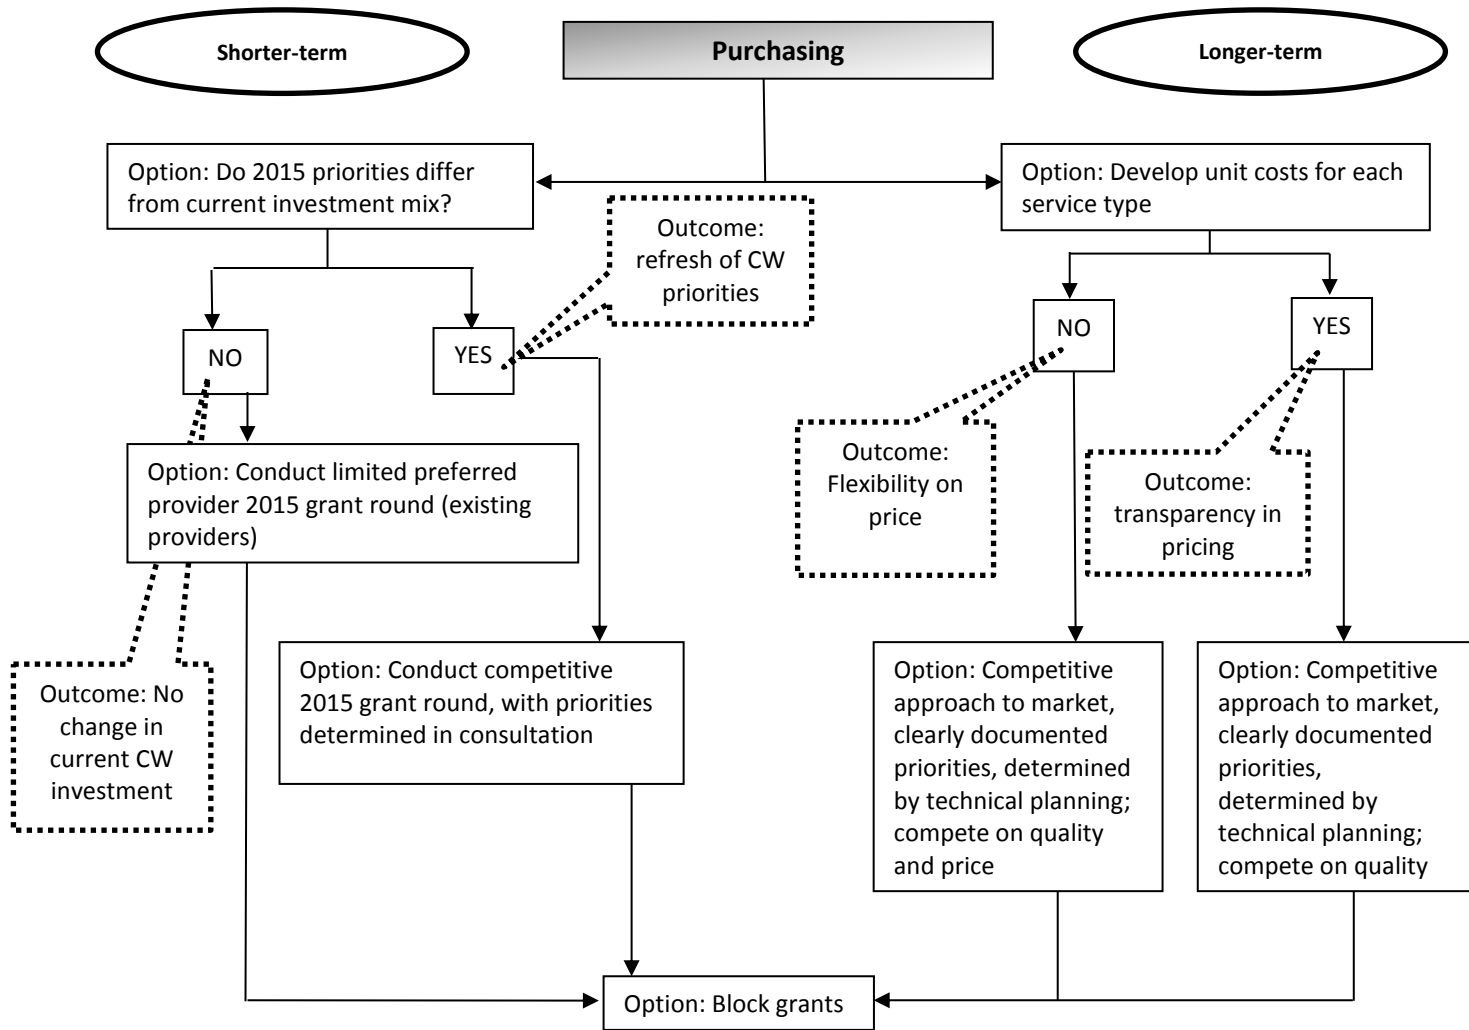 Shorter-term
Purchasing
Longer-term
Option: Do 2015 priorities differ
from current investment mix?
Option: Develop unit costs for each
service type
Outcome:
refresh of CW
priorities
NO
YES
NO
YES
Option: Conduct limited preferred
provider 2015 grant round (existing
providers)
Outcome:
Flexibility on
price
Outcome:
transparency in
pricing
Outcome: No
change in
current CW
investment
Option: Conduct competitive
2015 grant round, with priorities
determined in consultation
Option: Competitive
approach to market,
clearly documented
priorities, determined
by technical planning;
compete on quality
and price
Option: Competitive
approach to market,
clearly documented
priorities,
determined by
technical planning;
compete on quality
Option: Block grants